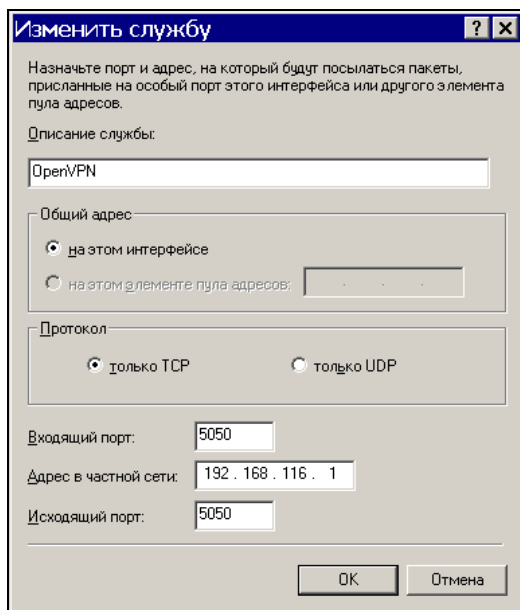 Изменить службу
Назначьте порт и адрес, на который будут посылаться пакеты,
присланные на особый порт этого интерфейса или другого элемента
пула адресов.
Описание службы:
OpenVPN
Общий адрес
на этом интерфейсе
на этом элементе пула адресов:
Протокол
только TCP
только UDP
Входящий порт:
5050
Адрес в частной сети:
192 . 168 . 116 . 1
Исходящий порт:
5050
OK
Отмена